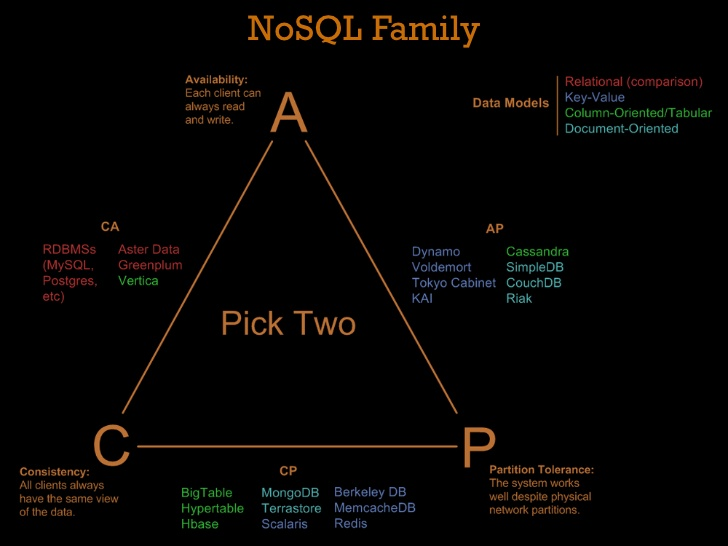 NoSQL Family
Availability:
Each client can
always read
and write.
A
Data Models
Relational (comparison)
Key-Value
Column-Oriented/Tabular
Document-Oriented
CA
RDBMSs
(MySQL,
Postgres,
etc)
Aster Data
Greenplum
Vertica
AP
Dynamo
Voldemort
Tokyo Cabinet
KAI
Cassandra
SimpleDB
CouchDB
Riak
Pick Two
C
Consistency:
All clients always
have the same view
of the data.
P
Partition Tolerance:
The system works
well despite physical
network partitions.
CP
BigTable
Hypertable
Hbase
MongoDB
Terrastore
Scalaris
Berkeley DB
MemcacheDB
Redis